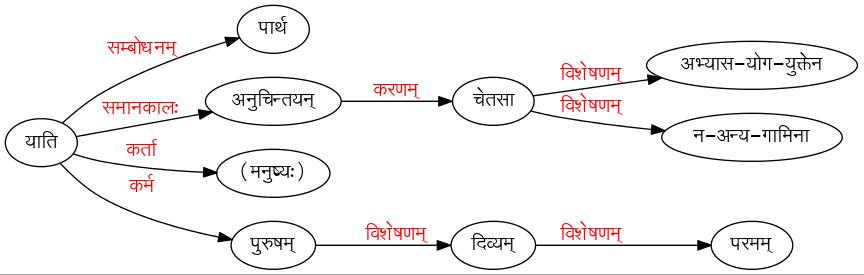 सम्बोधनम्
पार्थ
समानकालः
अनुचिन्तयन्
करणम्
चेतसा
विशेषणम्
अभ्यास-योग-युक्तेन
विशेषणम्
न-अन्य-गामिना
याति
कर्ता
(मनुष्यः)
कर्म
पुरुषम्
विशेषणम्
दिव्यम्
विशेषणम्
परमम्